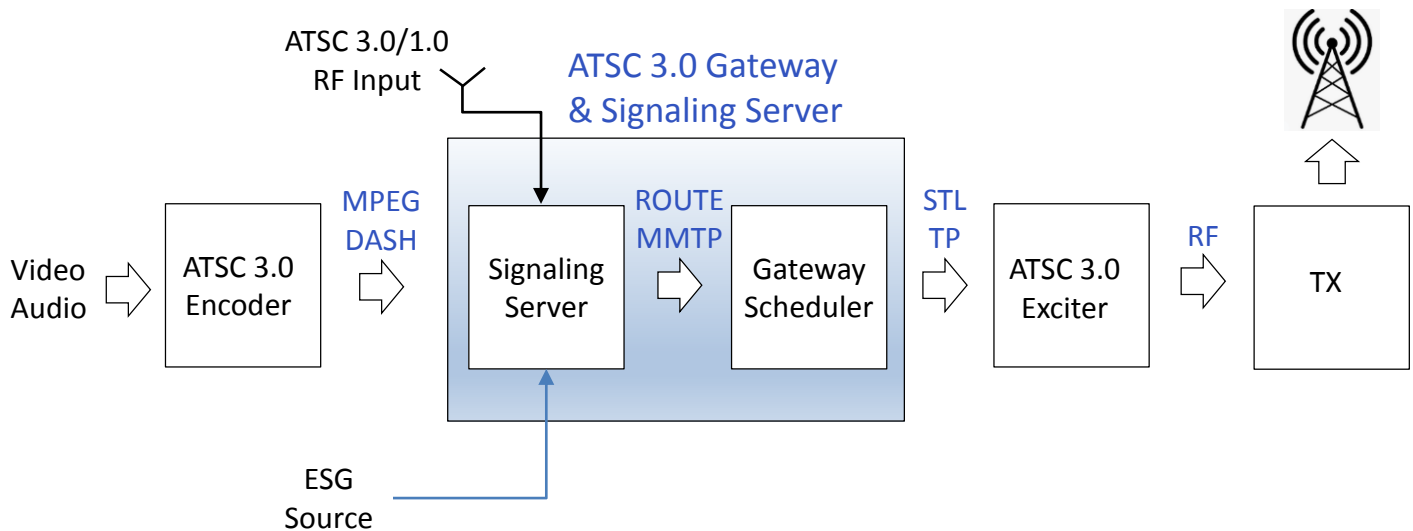 ATSC 3.0/1.0
RF Input
ATSC 3.0 Gateway
& Signaling Server
Video
Audio
ATSC 3.0
Encoder
MPEG
DASH
Signaling
Server
ROUTE
MMTP
Gateway
Scheduler
STL
TP
ATSC 3.0
Exciter
RF
TX
ESG
Source